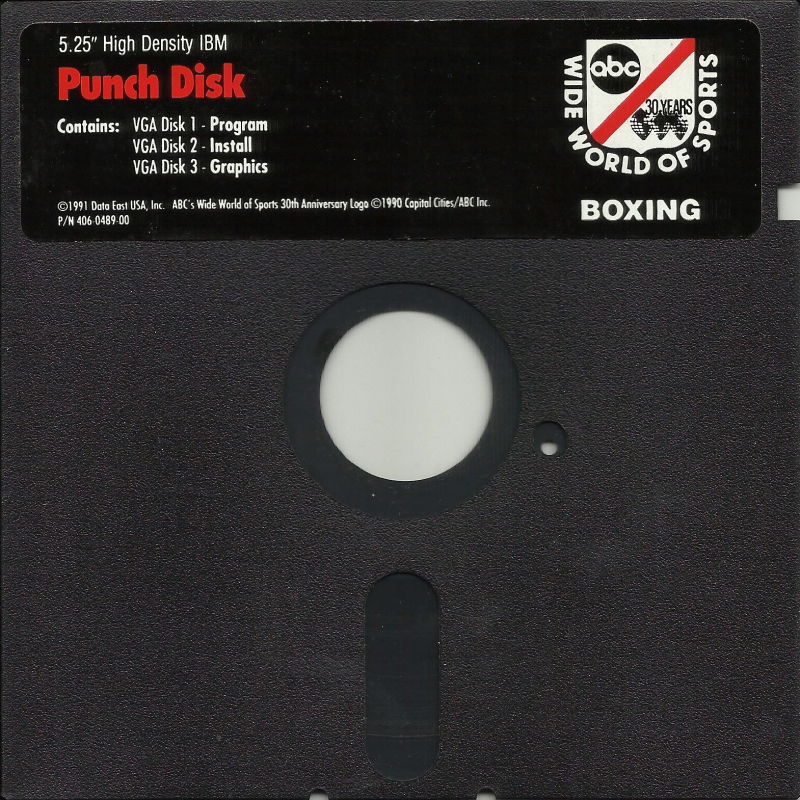 5.25" High Density IBM
Punch Disk
Contains: VGA Disk 1 - Program
VGA Disk 2 - Install
VGA Disk 3 - Graphics
©1991 Data East USA, Inc. ABC's Wide World of Sports 30th Anniversary Logo ©1990 Capital Cities/ABC Inc.
P/N 406-0489-00
abc
30 YEARS
WIDE WORLD OF SPORTS
BOXING